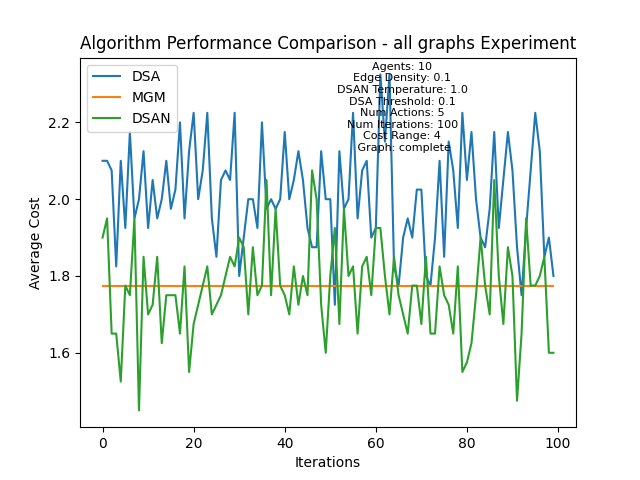 Algorithm Performance Comparison - all graphs Experiment
DSA
MGM
DSAN
Agents: 10
Edge Density: 0.1
DSAN Temperature: 1.0
DSA Threshold: 0.1
Num Actions: 5
Num Iterations: 100
Cost Range: 4
Graph: complete
Average Cost
2.2
2.0
1.8
1.6
0 20 40 60 80 100
Iterations